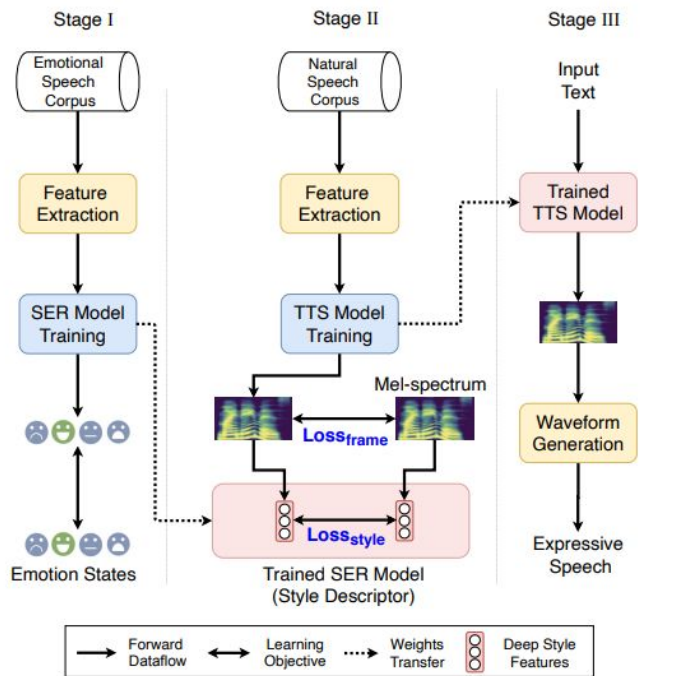 Stage I
Emotional
Speech
Corpus
Feature
Extraction
SER Model
Training
Emotion States
Stage II
Natural
Speech
Corpus
Feature
Extraction
TTS Model
Training
Mel-spectrum
Loss_frame
Loss_style
Trained SER Model
(Style Descriptor)
Stage III
Input
Text
Trained
TTS Model
Waveform
Generation
Expressive
Speech
Forward
Dataflow
Learning
Objective
Weights
Transfer
Deep Style
Features